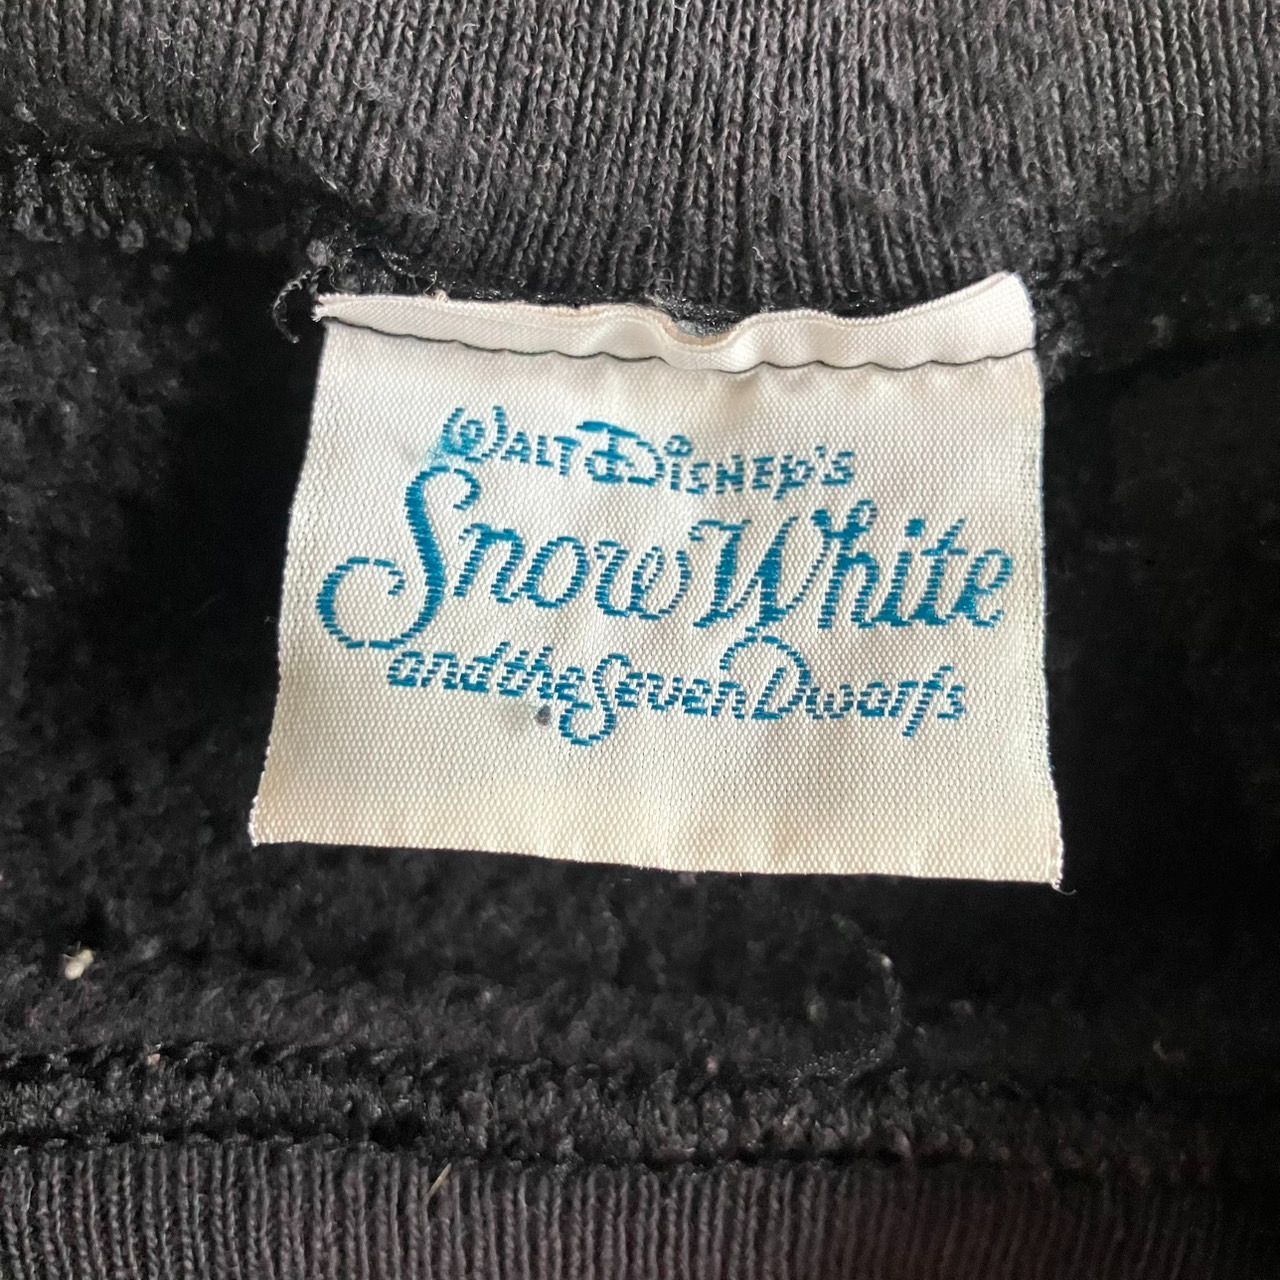 Walt Disney's
Snow White
and the Seven Dwarfs